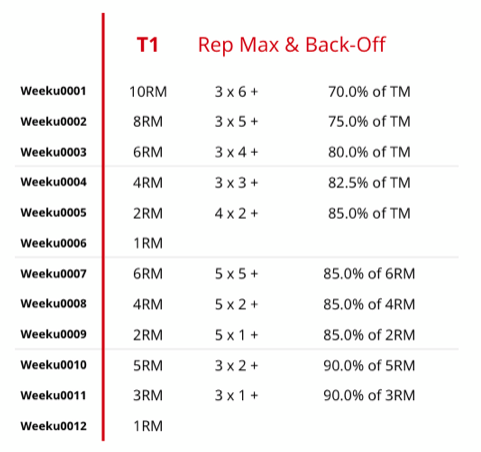 T1 Rep Max & Back-Off
Weeku0001 10RM 3 x 6 + 70.0% of TM
Weeku0002 8RM 3 x 5 + 75.0% of TM
Weeku0003 6RM 3 x 4 + 80.0% of TM
Weeku0004 4RM 3 x 3 + 82.5% of TM
Weeku0005 2RM 4 x 2 + 85.0% of TM
Weeku0006 1RM
Weeku0007 6RM 5 x 5 + 85.0% of 6RM
Weeku0008 4RM 5 x 2 + 85.0% of 4RM
Weeku0009 2RM 5 x 1 + 85.0% of 2RM
Weeku0010 5RM 3 x 2 + 90.0% of 5RM
Weeku0011 3RM 3 x 1 + 90.0% of 3RM
Weeku0012 1RM